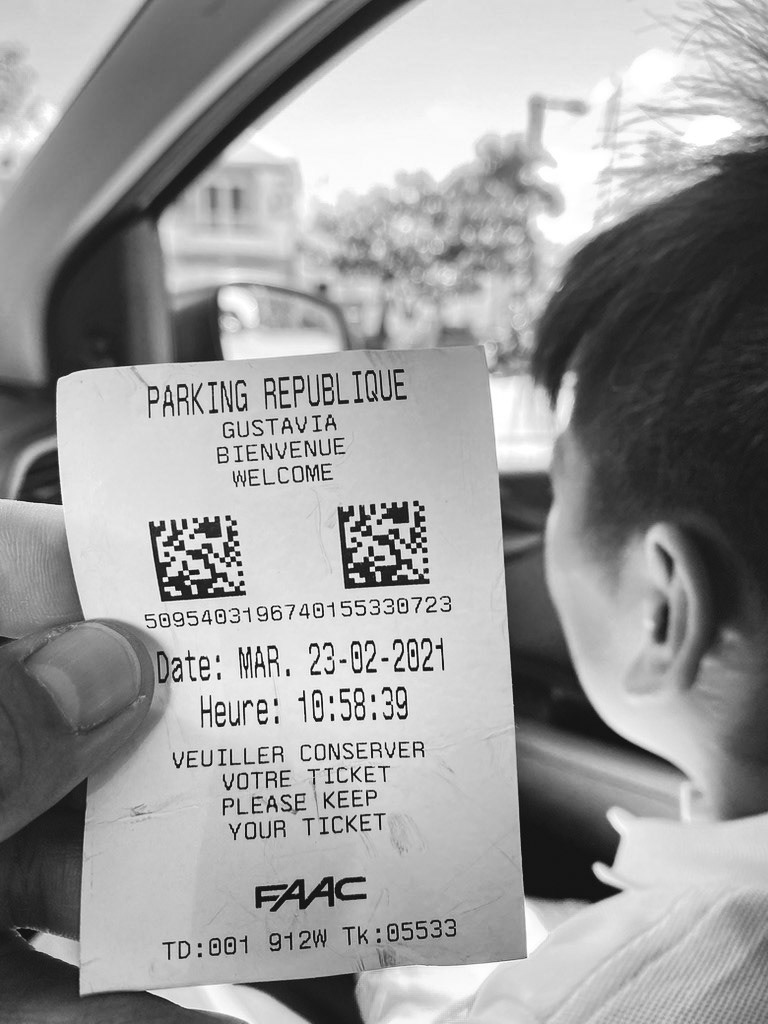 PARKING REPUBLIQUE
GUSTAVIA
BIENVENUE
WELCOME
50954031967401553307​23
Date: MAR. 23-02-2021
Heure: 10:58:39
VEUILLER CONSERVER
VOTRE TICKET
PLEASE KEEP
YOUR TICKET
FAAC
TD:001 912W Tk:05533